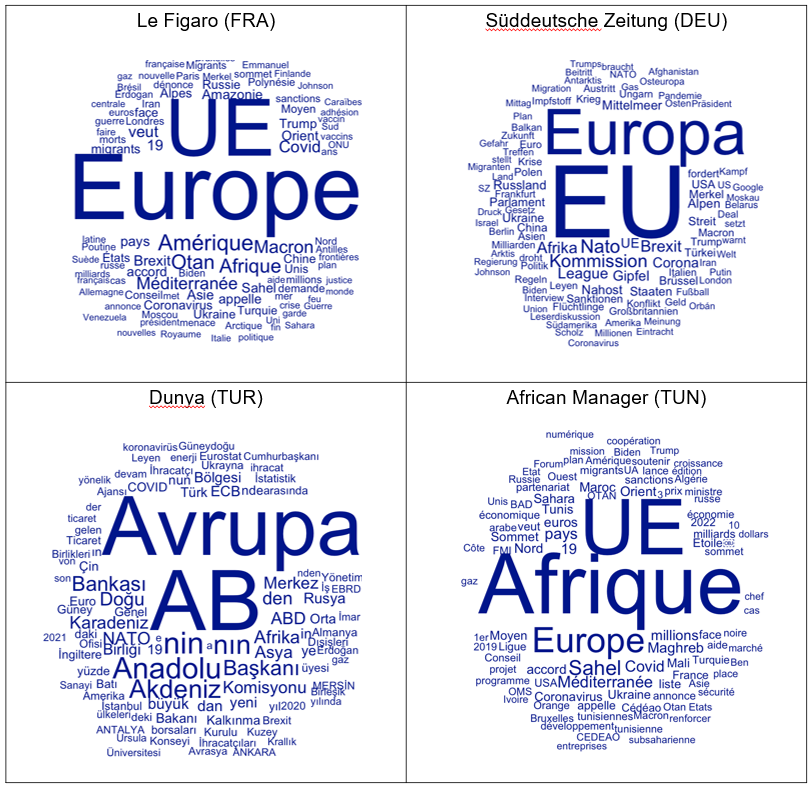 Le Figaro (FRA)
française Migrants Emmanuel
gaz nouvelle Paris Merkel sommet Finlande
Brésil dénonce Russie Polynésie Johnson
Erdogan Alpes Amazonie sanctions Caraïbes
centrale Iran Moyen adhésion
euros face UE Trump vaccin
guerre Londres Sud
faire veut Orient vaccins
morts 19 Covid ONU
migrants ans
Europe
latine pays Amérique Macron Nord
Poutine Antilles
Suède États Brexit Otan Afrique Chine frontières
russe accord Biden Unis plan
milliards Méditerranée aide millions justice
français cas Sahel demande monde
Allemagne Conseil met Asie appelle mer feu
annonce Coronavirus crise Guerre
Venezuela Moscou Ukraine Turquie garde
président menace Arctique Uni fin Sahara
nouvelles Royaume Italie politique
Süddeutsche Zeitung (DEU)
Trumps braucht
Beitritt NATO Afghanistan
Antarktis Osteuropa
Migration Austritt Gas
Ungarn Pandemie
Mittag Impfstoff Krieg Mittelmeer Osten Präsident
Plan
Balkan Europa
Zukunft
Gefahr Euro
Treffen
stellt Krise EU fordert Kampf
Migranten Polen USA US Google
Land Russland Merkel Moskau
SZ Frankfurt Alpen Belarus
Parlament Deal
Druck Gesetz Streit setzt
Israel Ukraine Macron
Berlin China Trump warnt
Asien
Milliarden Afrika Nato UE Brexit Türkei Welt
Arktis
Regierung droht Kommission Corona Iran
Johnson Politik League Gipfel Italien Putin
Regeln Leyen Nahost Brüssel London
Biden Staaten Fußball
Interview Sanktionen Konflikt Geld Orbán
Union Flüchtlinge Großbritannien
Leserdiskussion
Südamerika Amerika Meinung
Scholz Millionen Eintracht
Coronavirus
Dunya (TUR)
koronavirüs Güneydoğu
Leyen enerji Eurostat Cumhurbaşkanı
İhracatçı Ukrayna ihracat
devam nun Bölgesi İstatistik
yönelik COVID
Ajansı Türk ECB nde arasında
der
ticaret Avrupa
gelen
Ticaret
Birlikleri ın
von Çin AB nden Yönetim
son Bankası Merkez İş EBRD
Euro Doğu den Rusya
Güney Genel
Karadeniz ABD Orta İmar
2021 daki NATO e nin a nın Afrika in Almanya
Ofisi Birliği 19 Dışişleri
İngiltere Asya ye Erdoğan
yüzde Anadolu Başkanı üyesi gaz
Sanayi Batı Akdeniz Komisyonu MERSİN
Amerika Birleşik
İstanbul büyük dan yeni yıl 2020 yılında
ülkeleri deki Bakanı Kalkınma Brexit
ANTALYA borsaları Kurulu Kuzey
Ursula Konseyi İhracatçıları Krallık
Üniversitesi Avrasya ANKARA
African Manager (TUN)
numérique
coopération
mission Biden Trump
Forum plan Amérique soutenir croissance
Etat migrants UA lance édition
Russie Ouest sanctions Algérie
partenariat Maroc Orient 3 prix ministre
Unis BAD Sahara OTAN russe
Tunis
économique euros UE économie
arabe veut 2022 10
Sommet pays milliards dollars
Côte FMI Nord 19 Etoile
sommet
gaz Afrique chef
cas
1er Moyen Europe millions face noire
2019 Ligue Maghreb aide marché
Conseil accord Sahel Covid Mali Turquie Ben
projet France place
programme USA Méditerranée liste Asie
OMS Coronavirus Ukraine annonce sécurité
Ivoire Orange appelle Cédéao Otan Etats
Bruxelles tunisiennes Macron renforcer
développement tunisienne
CEDEAO subsaharienne
entreprises